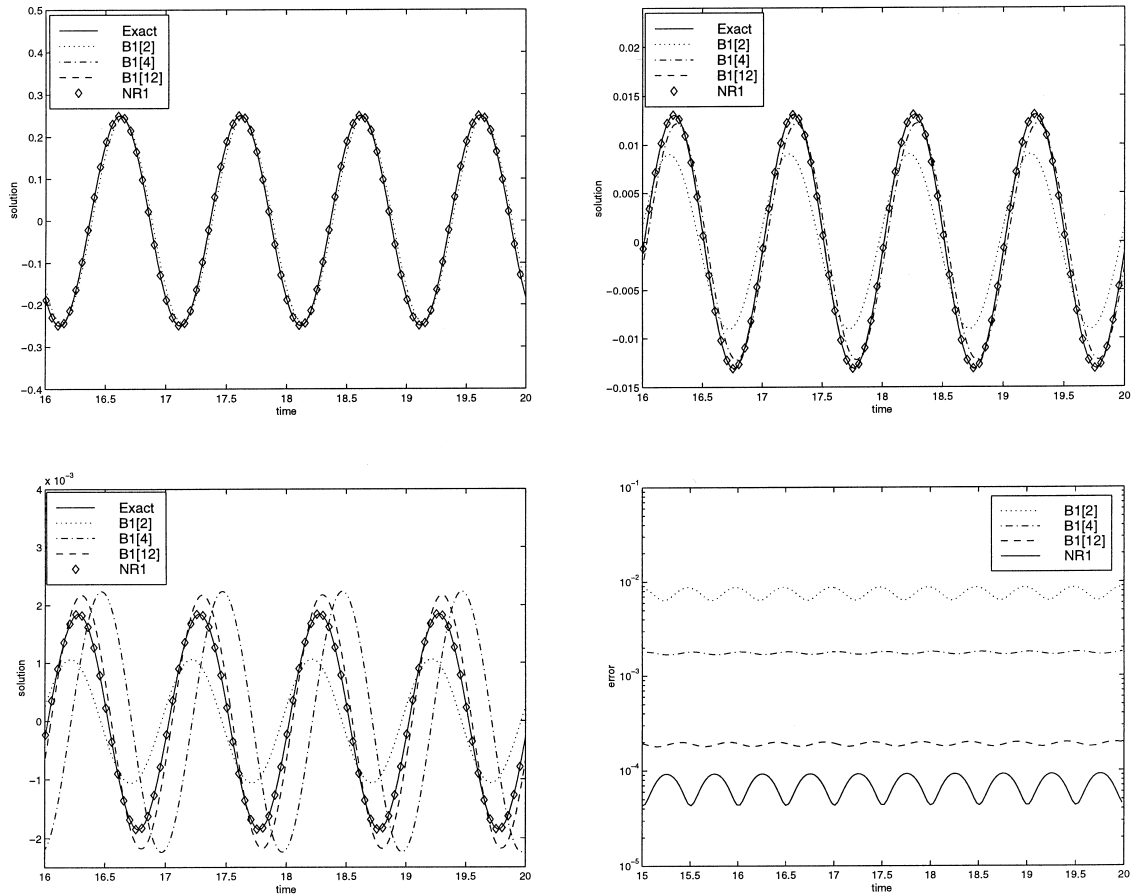 0.5
0.4
0.3
0.2
0.1
0
−0.1
−0.2
−0.3
−0.4
solution
16 16.5 17 17.5 18 18.5 19 19.5 20
time
Exact
B1[2]
B1[4]
B1[12]
NR1
0.02
0.015
0.01
0.005
0
−0.005
−0.01
−0.015
solution
16 16.5 17 17.5 18 18.5 19 19.5 20
time
Exact
B1[2]
B1[4]
B1[12]
NR1
x 10⁻³
4
3
2
1
0
−1
−2
solution
16 16.5 17 17.5 18 18.5 19 19.5 20
time
Exact
B1[2]
B1[4]
B1[12]
NR1
10⁻¹
10⁻²
10⁻³
10⁻⁴
10⁻⁵
error
15 15.5 16 16.5 17 17.5 18 18.5 19 19.5 20
time
B1[2]
B1[4]
B1[12]
NR1